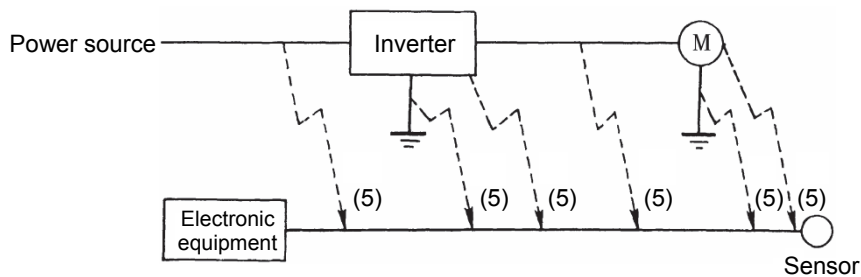 Power source
Inverter
M
(5) (5) (5) (5) (5) (5)
Electronic
equipment
Sensor